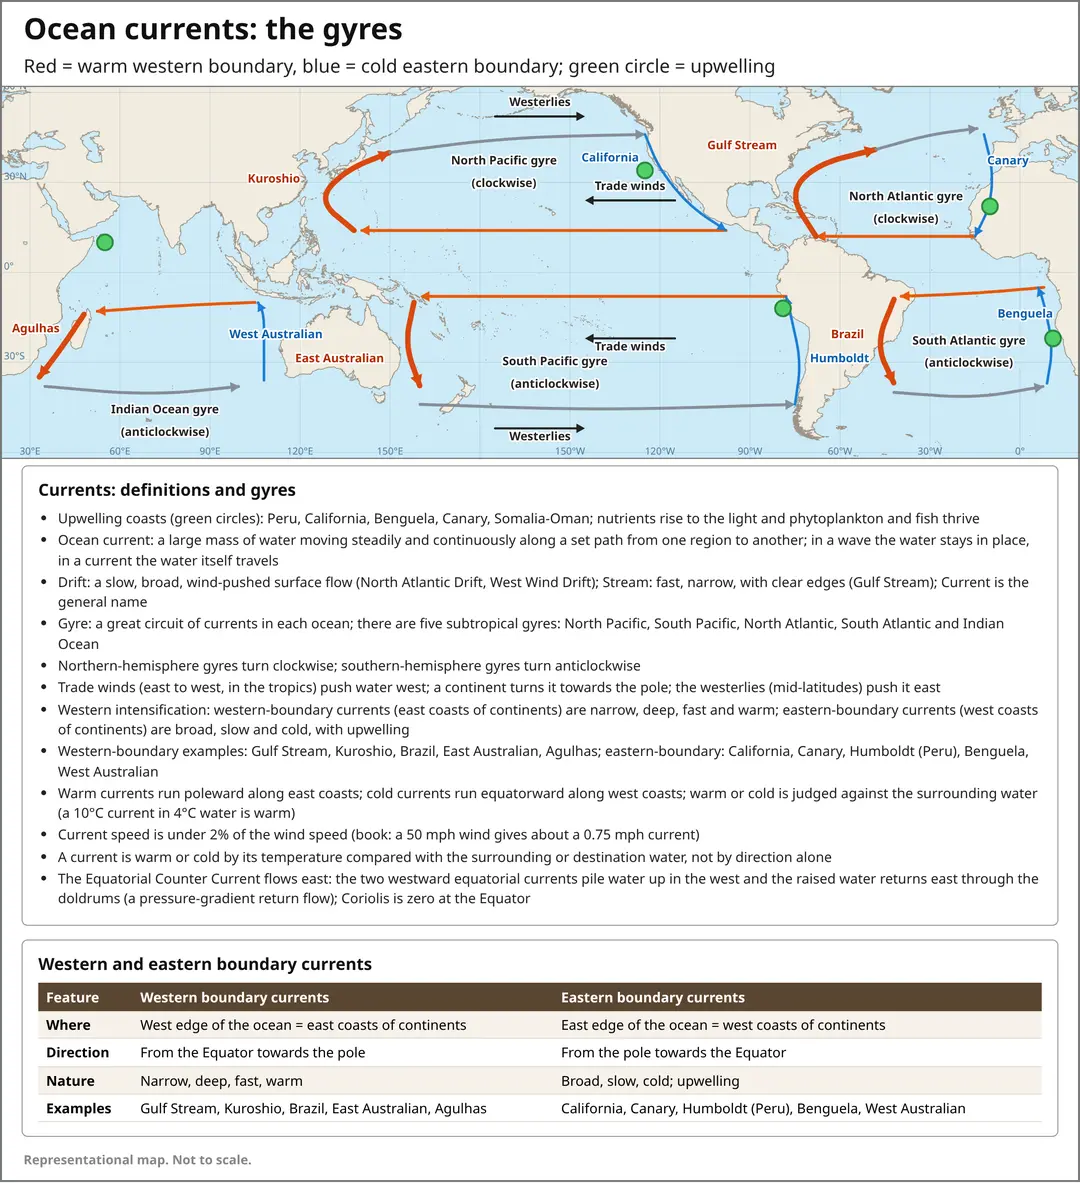 Ocean currents: the gyres
Red = warm western boundary, blue = cold eastern boundary; green circle = upwelling
Westerlies
Gulf Stream
California
North Pacific gyre
(clockwise)
Canary
Kuroshio
Trade winds
North Atlantic gyre
(clockwise)
30°N
0°
Benguela
Agulhas
West Australian
Brazil
South Atlantic gyre
(anticlockwise)
Trade winds
30°S
East Australian
Humboldt
South Pacific gyre
(anticlockwise)
Indian Ocean gyre
(anticlockwise)
Westerlies
30°E 60°E 90°E 120°E 150°E 150°W 120°W 90°W 60°W 30°W 0°
Currents: definitions and gyres
• Upwelling coasts (green circles): Peru, California, Benguela, Canary, Somalia-Oman; nutrients rise to the light and phytoplankton and fish thrive
• Ocean current: a large mass of water moving steadily and continuously along a set path from one region to another; in a wave the water stays in place,
in a current the water itself travels
• Drift: a slow, broad, wind-pushed surface flow (North Atlantic Drift, West Wind Drift); Stream: fast, narrow, with clear edges (Gulf Stream); Current is the
general name
• Gyre: a great circuit of currents in each ocean; there are five subtropical gyres: North Pacific, South Pacific, North Atlantic, South Atlantic and Indian
Ocean
• Northern-hemisphere gyres turn clockwise; southern-hemisphere gyres turn anticlockwise
• Trade winds (east to west, in the tropics) push water west; a continent turns it towards the pole; the westerlies (mid-latitudes) push it east
• Western intensification: western-boundary currents (east coasts of continents) are narrow, deep, fast and warm; eastern-boundary currents (west coasts
of continents) are broad, slow and cold, with upwelling
• Western-boundary examples: Gulf Stream, Kuroshio, Brazil, East Australian, Agulhas; eastern-boundary: California, Canary, Humboldt (Peru), Benguela,
West Australian
• Warm currents run poleward along east coasts; cold currents run equatorward along west coasts; warm or cold is judged against the surrounding water
(a 10°C current in 4°C water is warm)
• Current speed is under 2% of the wind speed (book: a 50 mph wind gives about a 0.75 mph current)
• A current is warm or cold by its temperature compared with the surrounding or destination water, not by direction alone
• The Equatorial Counter Current flows east: the two westward equatorial currents pile water up in the west and the raised water returns east through the
doldrums (a pressure-gradient return flow); Coriolis is zero at the Equator
Western and eastern boundary currents
Feature Western boundary currents Eastern boundary currents
Where West edge of the ocean = east coasts of continents East edge of the ocean = west coasts of continents
Direction From the Equator towards the pole From the pole towards the Equator
Nature Narrow, deep, fast, warm Broad, slow, cold; upwelling
Examples Gulf Stream, Kuroshio, Brazil, East Australian, Agulhas California, Canary, Humboldt (Peru), Benguela, West Australian
Representational map. Not to scale.